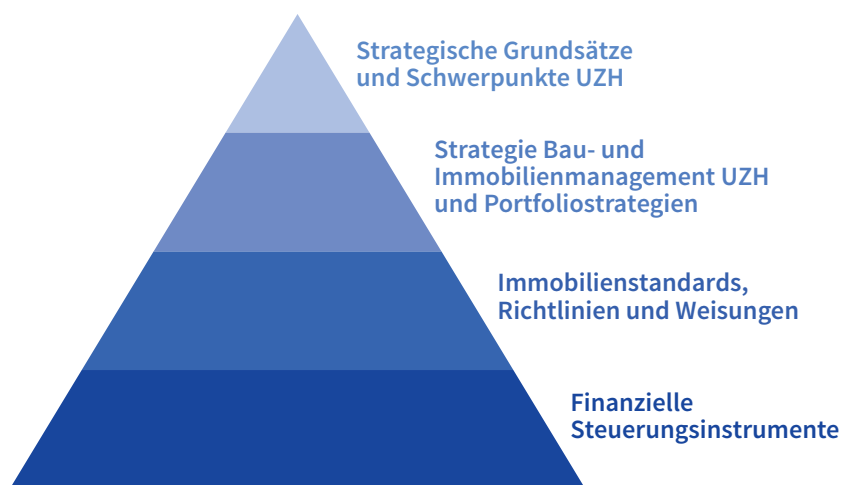 Strategische Grundsätze
und Schwerpunkte UZH
Strategie Bau- und
Immobilienmanagement UZH
und Portfoliostrategien
Immobilienstandards,
Richtlinien und Weisungen
Finanzielle
Steuerungsinstrumente